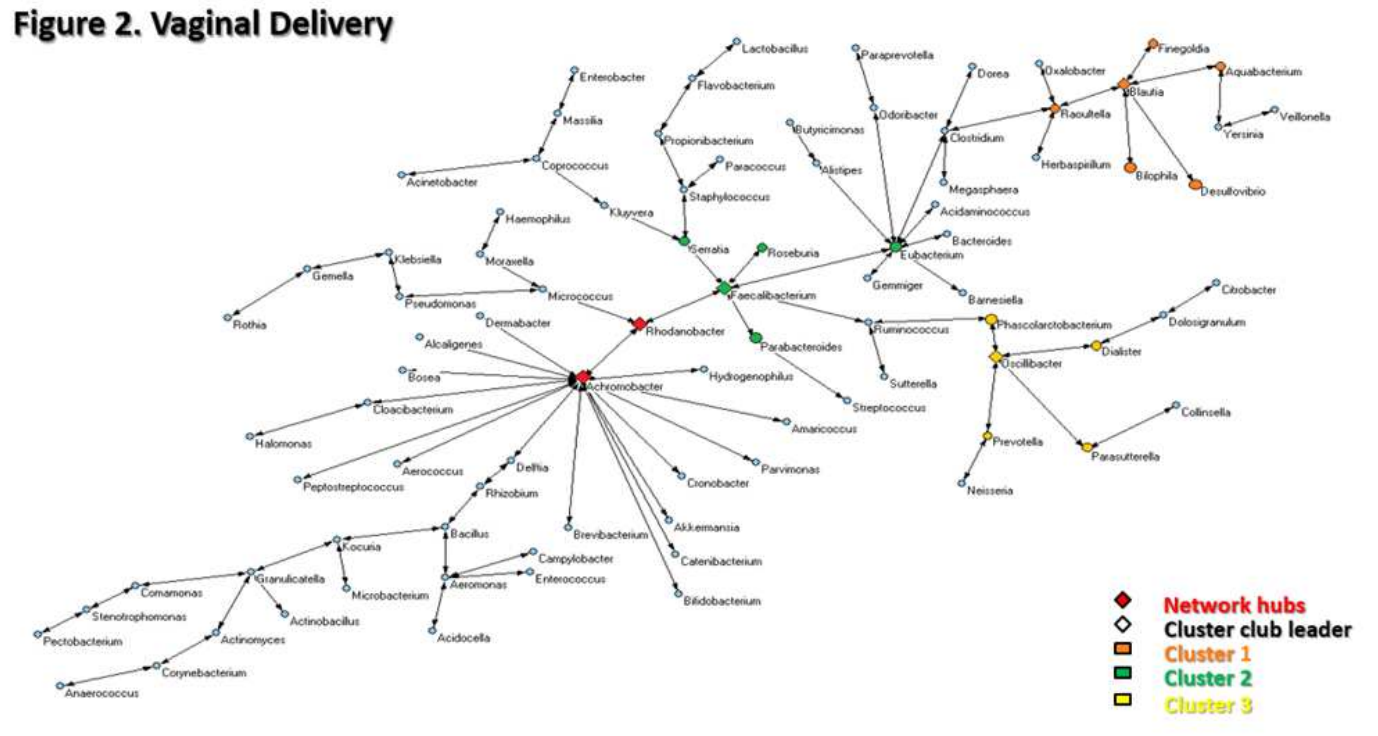 Figure 2. Vaginal Delivery
Lactobacillus
Finegoldia
Paraprevotella
Enterobacter
Flavobacterium
Dorea
Oxalobacter
Aquabacterium
Blautia
Massilia
Odoribacter
Raoultella
Veillonella
Butyricimonas
Clostridium
Yersinia
Propionibacterium
Coprococcus
Paracoccus
Alistipes
Herbaspirillum
Bilophila
Acinetobacter
Megasphaera
Desulfovibrio
Staphylococcus
Kluyvera
Acidaminococcus
Haemophilus
Serratia
Roseburia
Bacteroides
Eubacterium
Klebsiella
Moraxella
Gemella
Gemmiger
Citrobacter
Micrococcus
Faecalibacterium
Barnesiella
Pseudomonas
Rothia
Dermabacter
Rhodanobacter
Ruminococcus
Phascolarctobacterium
Dolosigranulum
Alcaligenes
Parabacteroides
Dialister
Oscillibacter
Bosea
Achromobacter
Hydrogenophilus
Sutterella
Cloacibacterium
Streptococcus
Collinsella
Halomonas
Amaricoccus
Prevotella
Parasutterella
Aerococcus
Delftia
Parvimonas
Peptostreptococcus
Cronobacter
Rhizobium
Neisseria
Akkermansia
Bacillus
Brevibacterium
Kocuria
Campylobacter
Catenibacterium
Granulicatella
Aeromonas
Enterococcus
Comamonas
Microbacterium
Bifidobacterium
Stenotrophomonas
Actinobacillus
Pectobacterium
Actinomyces
Acidocella
Corynebacterium
Anaerococcus
Network hubs
Cluster club leader
Cluster 1
Cluster 2
Cluster 3